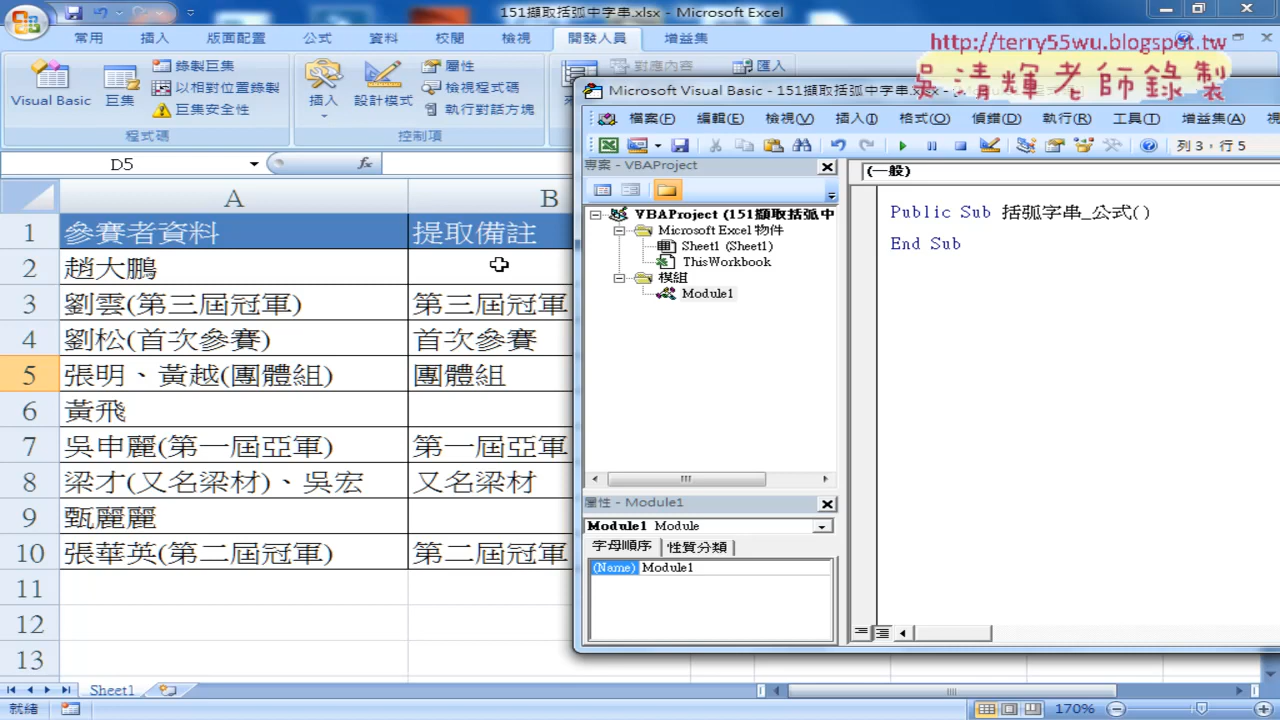 151擷取括弧中字串.xlsx - Microsoft Excel
常用 插入 版面配置 公式 資料 校閱 檢視 開發人員 增益集
http://terry55wu.blogspot.tw
吳清輝老師錄製
Visual Basic 巨集 錄製巨集 以相對位置錄製 巨集安全性 程式碼
插入 設計模式 屬性 檢視程式碼 執行對話方塊 控制項
對應內容 匯入
Microsoft Visual Basic - 151擷取括弧中字串.xlsx
檔案(F) 編輯(E) 檢視(V) 插入(I) 格式(O) 偵錯(D) 執行(R) 工具(T) 增益集(A)
列 3，行 5
D5 fx
專案 - VBAProject
(一般)
VBAProject (151擷取括弧中
Microsoft Excel 物件
Sheet1 (Sheet1)
ThisWorkbook
模組
Module1
Public Sub 括弧字串_公式()
End Sub
A B
1 參賽者資料 提取備註
2 趙大鵬
3 劉雲(第三屆冠軍) 第三屆冠軍
4 劉松(首次參賽) 首次參賽
5 張明、黃越(團體組) 團體組
6 黃飛
7 吳申麗(第一屆亞軍) 第一屆亞軍
8 梁才(又名梁材)、吳宏 又名梁材
9 甄麗麗
10 張華英(第二屆冠軍) 第二屆冠軍
11
12
13
屬性 - Module1
Module1 Module
字母順序 性質分類
(Name) Module1
Sheet1
就緒 170%